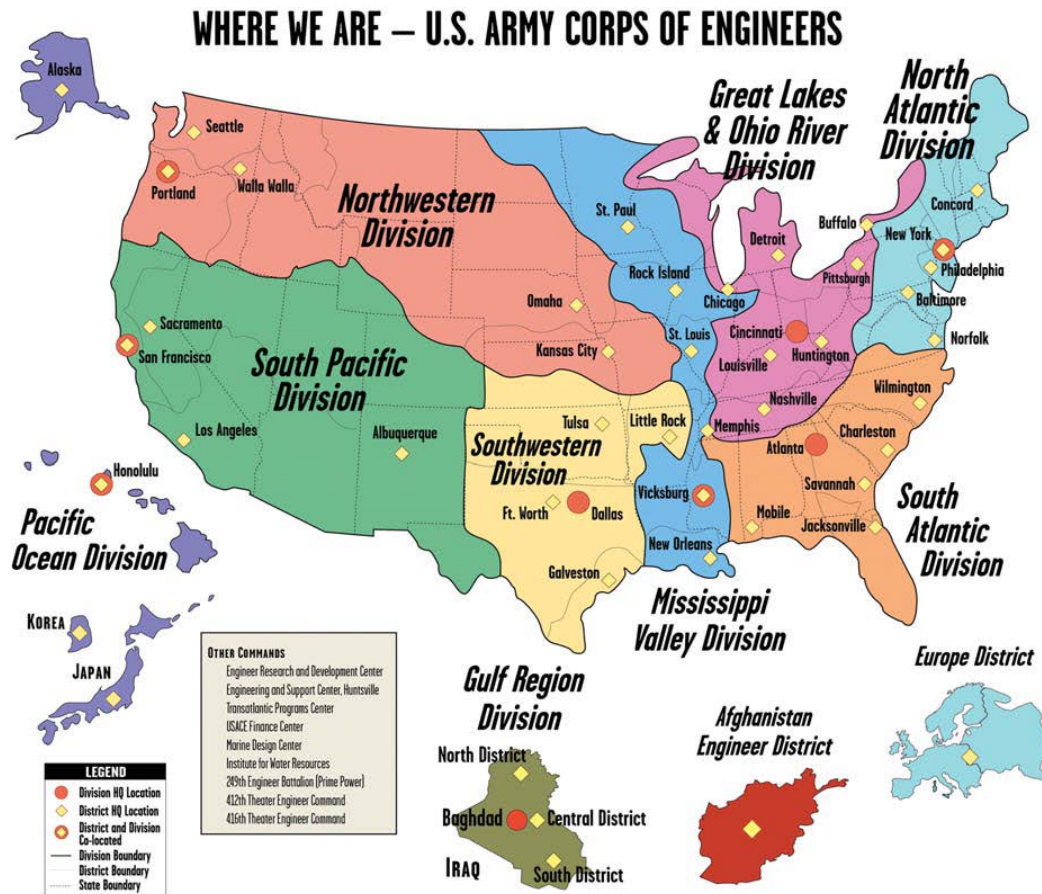 WHERE WE ARE – U.S. ARMY CORPS OF ENGINEERS
Alaska
Seattle
Portland
Walla Walla
Northwestern
Division
Omaha
Kansas City
Great Lakes
& Ohio River
Division
North
Atlantic
Division
St. Paul
Rock Island
St. Louis
Chicago
Detroit
Buffalo
Pittsburgh
Cincinnati
Louisville
Huntington
Nashville
Concord
New York
Philadelphia
Baltimore
Norfolk
Sacramento
San Francisco
Los Angeles
Albuquerque
South Pacific
Division
Tulsa
Little Rock
Southwestern
Division
Ft. Worth
Dallas
Galveston
Memphis
Vicksburg
New Orleans
Mississippi
Valley Division
Wilmington
Charleston
Atlanta
Savannah
Mobile
Jacksonville
South
Atlantic
Division
Honolulu
Pacific
Ocean Division
KOREA
JAPAN
OTHER COMMANDS
Engineer Research and Development Center
Engineering and Support Center, Huntsville
Transatlantic Programs Center
USACE Finance Center
Marine Design Center
Institute for Water Resources
249th Engineer Battalion (Prime Power)
412th Theater Engineer Command
416th Theater Engineer Command
LEGEND
Division HQ Location
District HQ Location
District and Division
Co-located
Division Boundary
District Boundary
State Boundary
Gulf Region
Division
North District
Baghdad
Central District
South District
IRAQ
Afghanistan
Engineer District
Europe District